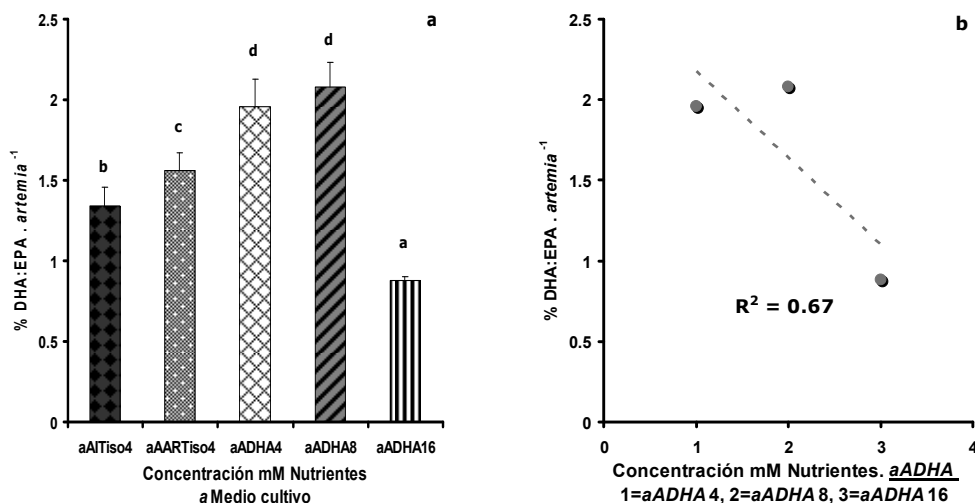 a
2.5
2
1.5
1
0.5
0
% DHA:EPA . artemia⁻¹
b
c
d
d
a
aAITiso4 aAARTiso4 aADHA4 aADHA8 aADHA16
Concentración mM Nutrientes
a Medio cultivo
b
2.5
2
1.5
1
0.5
0
% DHA:EPA . artemia⁻¹
R² = 0.67
0 1 2 3 4
Concentración mM Nutrientes. aADHA
1=aADHA 4, 2=aADHA 8, 3=aADHA 16